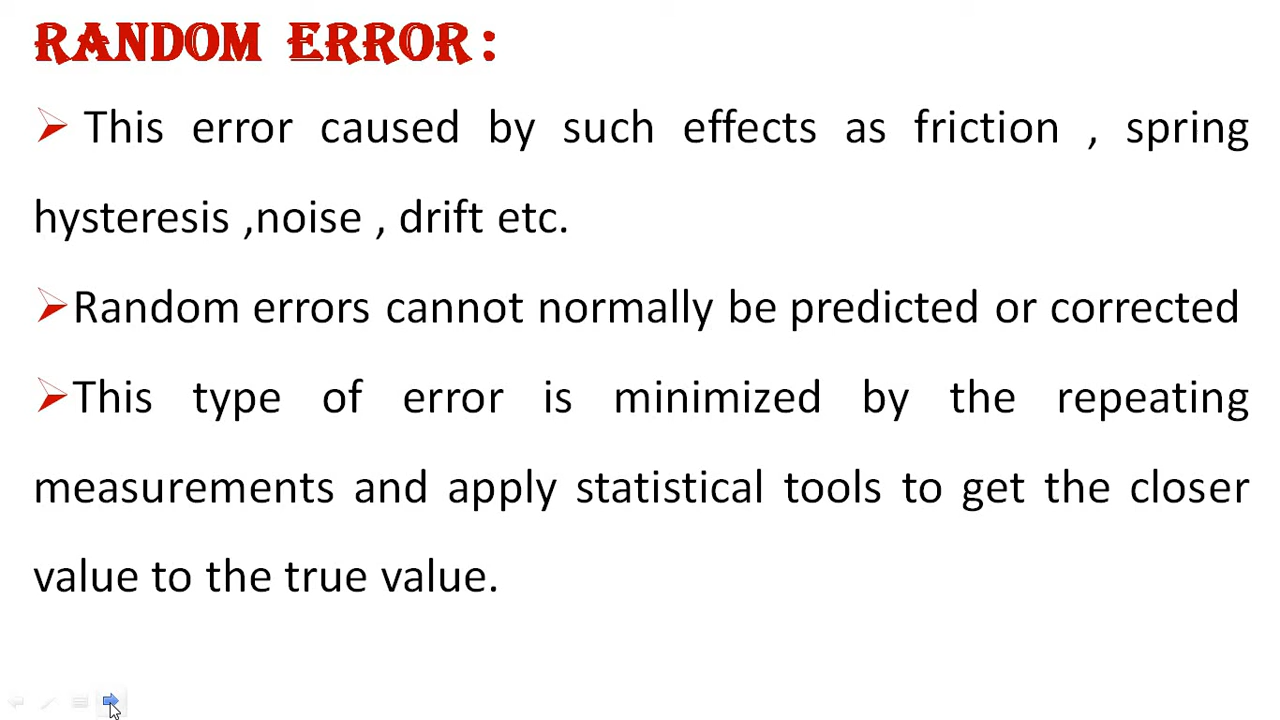 RANDOM ERROR:
➢ This error caused by such effects as friction , spring
hysteresis ,noise , drift etc.
➢Random errors cannot normally be predicted or corrected
➢This type of error is minimized by the repeating
measurements and apply statistical tools to get the closer
value to the true value.